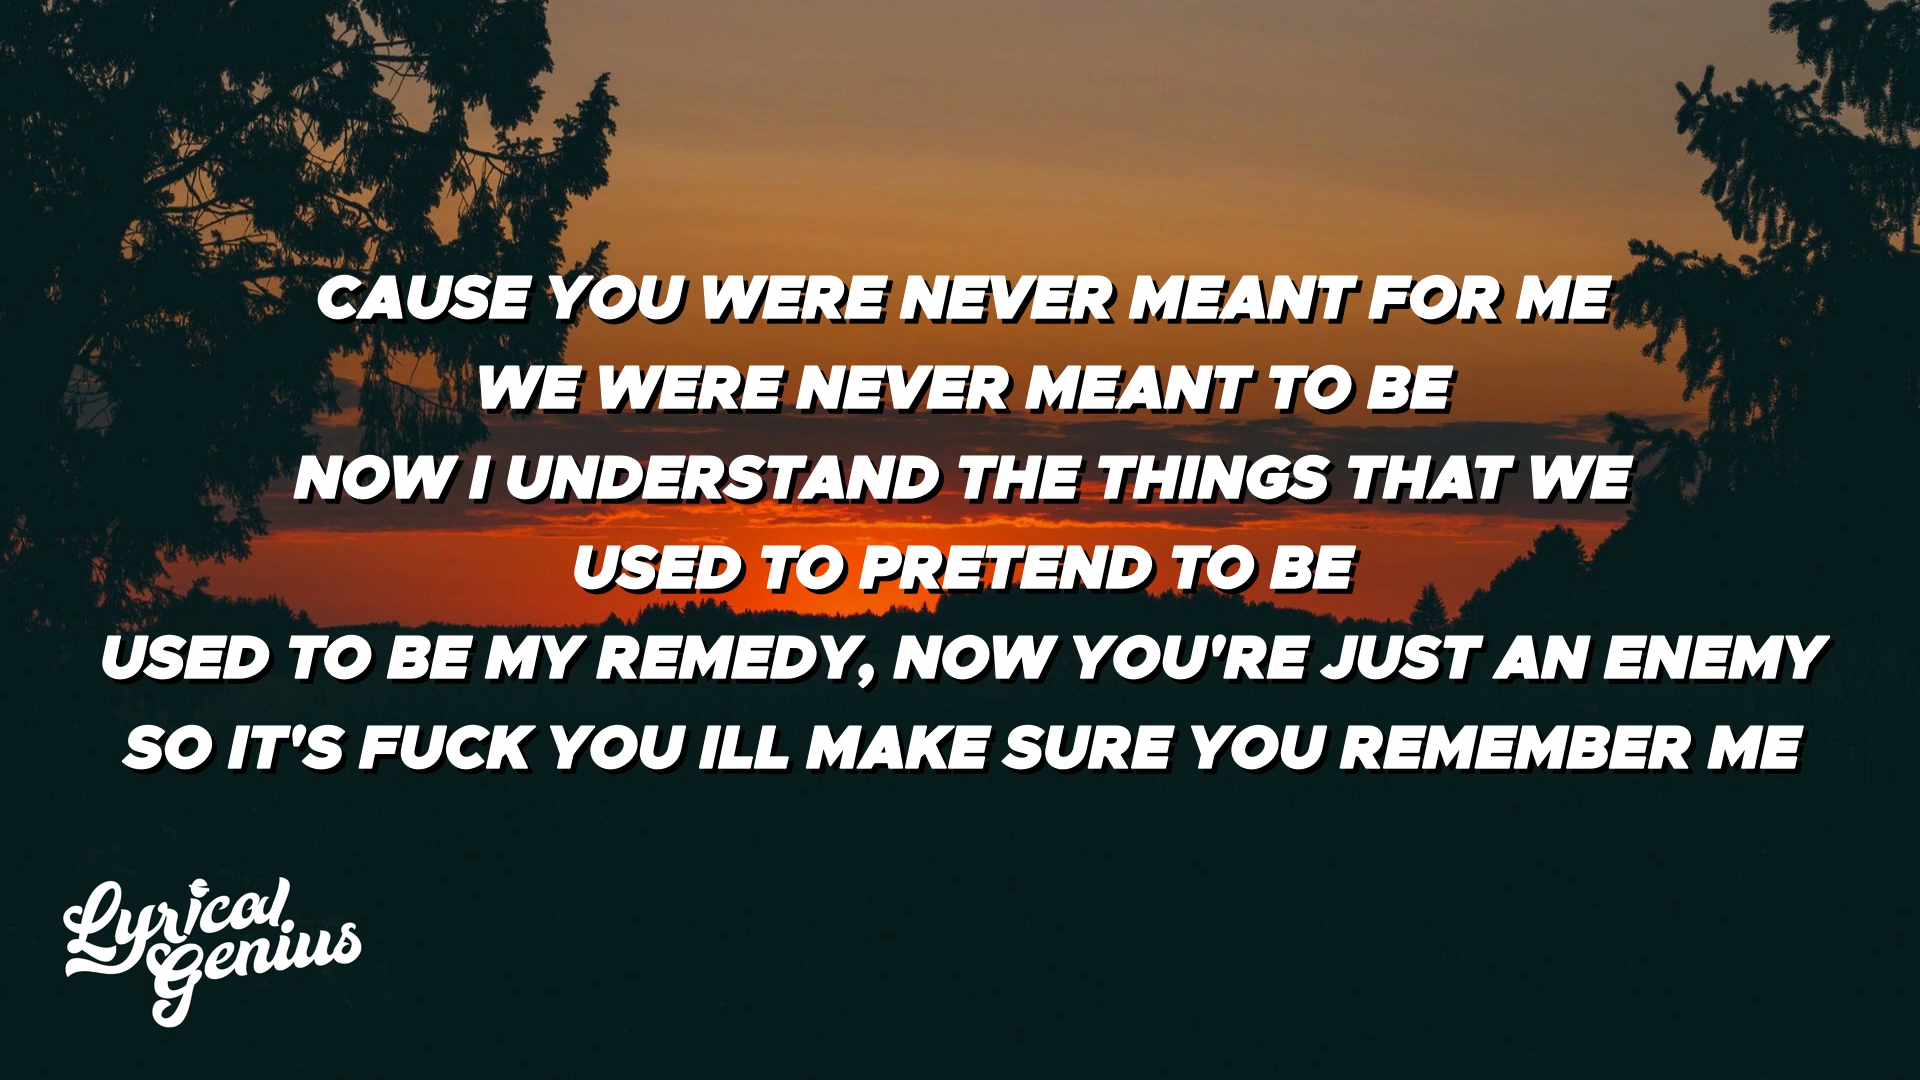 CAUSE YOU WERE NEVER MEANT FOR ME
WE WERE NEVER MEANT TO BE
NOW I UNDERSTAND THE THINGS THAT WE
USED TO PRETEND TO BE
USED TO BE MY REMEDY, NOW YOU'RE JUST AN ENEMY
SO IT'S FUCK YOU ILL MAKE SURE YOU REMEMBER ME
Lyrical
Genius